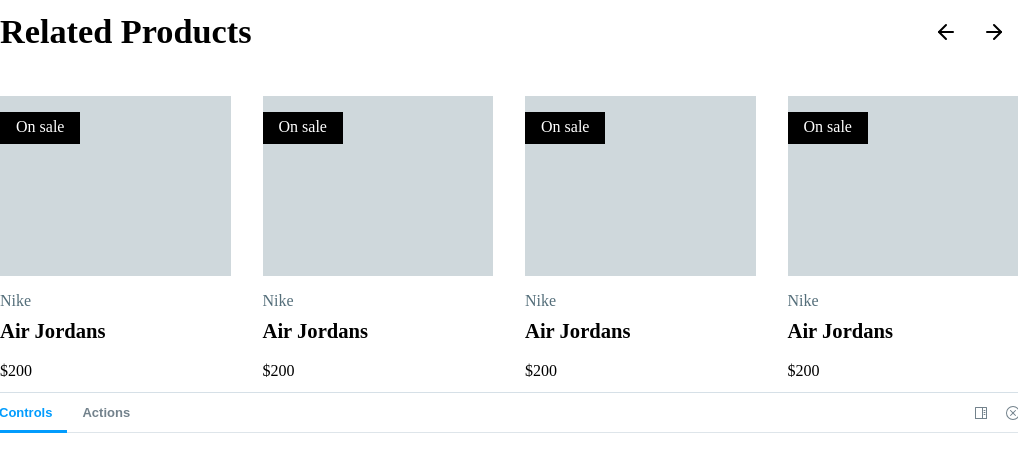 Related Products
On sale On sale On sale On sale
Nike Nike Nike Nike
Air Jordans Air Jordans Air Jordans Air Jordans
$200 $200 $200 $200
Controls Actions